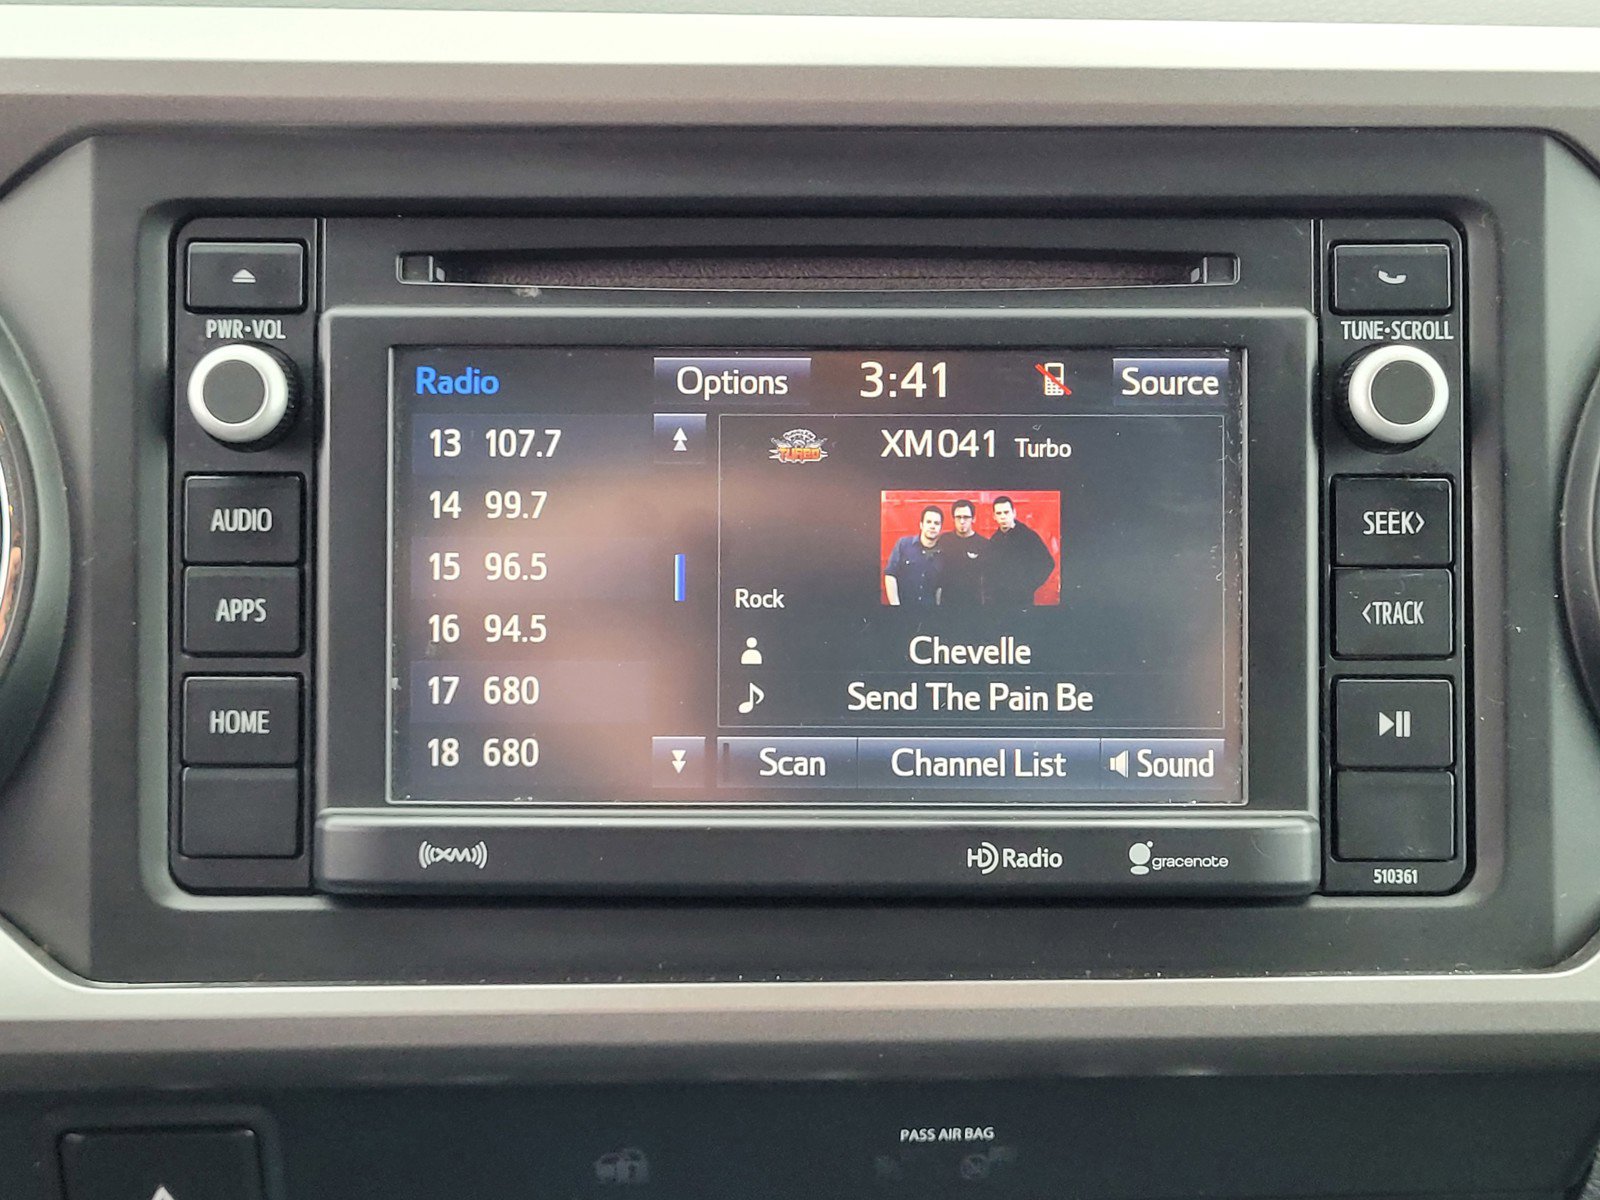 PWR•VOL
AUDIO
APPS
HOME
TUNE•SCROLL
SEEK>
<TRACK
510361
Radio
Options
3:41
Source
13 107.7
14 99.7
15 96.5
16 94.5
17 680
18 680
TURBO
XM041 Turbo
Rock
Chevelle
Send The Pain Be
Scan
Channel List
Sound
((XM))
HD Radio
gracenote
PASS AIR BAG